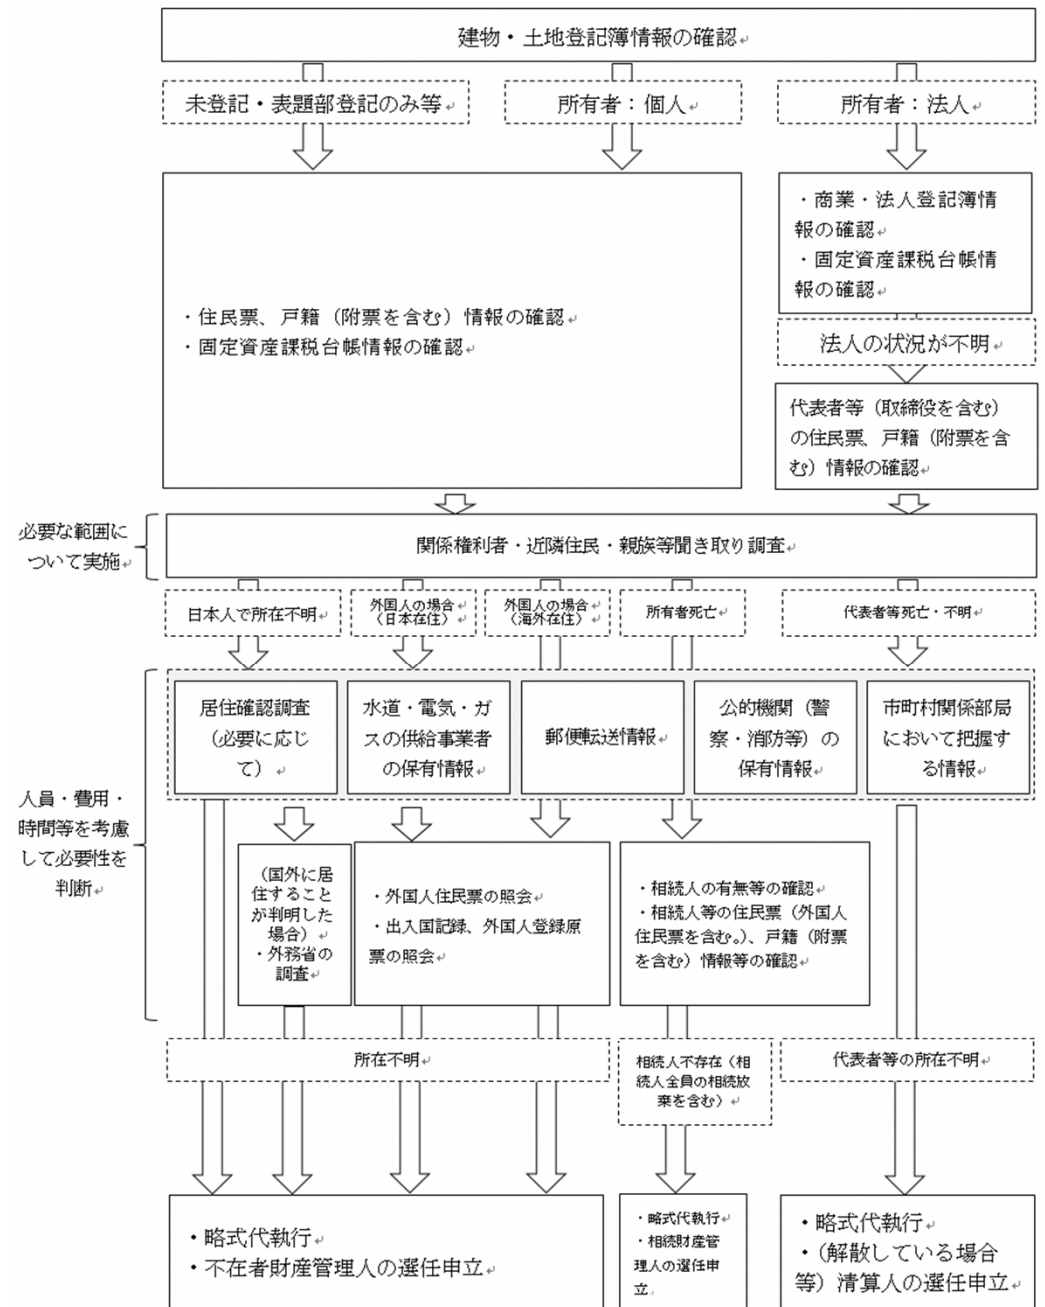 建物・土地登記簿情報の確認
未登記・表題部登記のみ等
所有者：個人
所有者：法人
・住民票、戸籍（附票を含む）情報の確認
・固定資産課税台帳情報の確認
・商業・法人登記簿情
報の確認
・固定資産課税台帳情
報の確認
法人の状況が不明
代表者等（取締役を含む）
の住民票、戸籍（附票を含
む）情報の確認
必要な範囲に
ついて実施
関係権利者・近隣住民・親族等聞き取り調査
日本人で所在不明
外国人の場合
（日本在住）
外国人の場合
（海外在住）
所有者死亡
代表者等死亡・不明
人員・費用・
時間等を考慮
して必要性を
判断
居住確認調査
（必要に応じ
て）
水道・電気・ガ
スの供給事業者
の保有情報
郵便転送情報
公的機関（警
察・消防等）の
保有情報
市町村関係部局
において把握す
る情報
（国外に居
住すること
が判明した
場合）
・外務省の
調査
・外国人住民票の照会
・出入国記録、外国人登録原
票の照会
・相続人の有無等の確認
・相続人等の住民票（外国人
住民票を含む。）、戸籍（附票
を含む）情報等の確認
所在不明
相続人不存在（相
続人全員の相続放
棄を含む）
代表者等の所在不明
・略式代執行
・不在者財産管理人の選任申立
・略式代執行
・相続財産管
理人の選任申
立
・略式代執行
・（解散している場合
等）清算人の選任申立